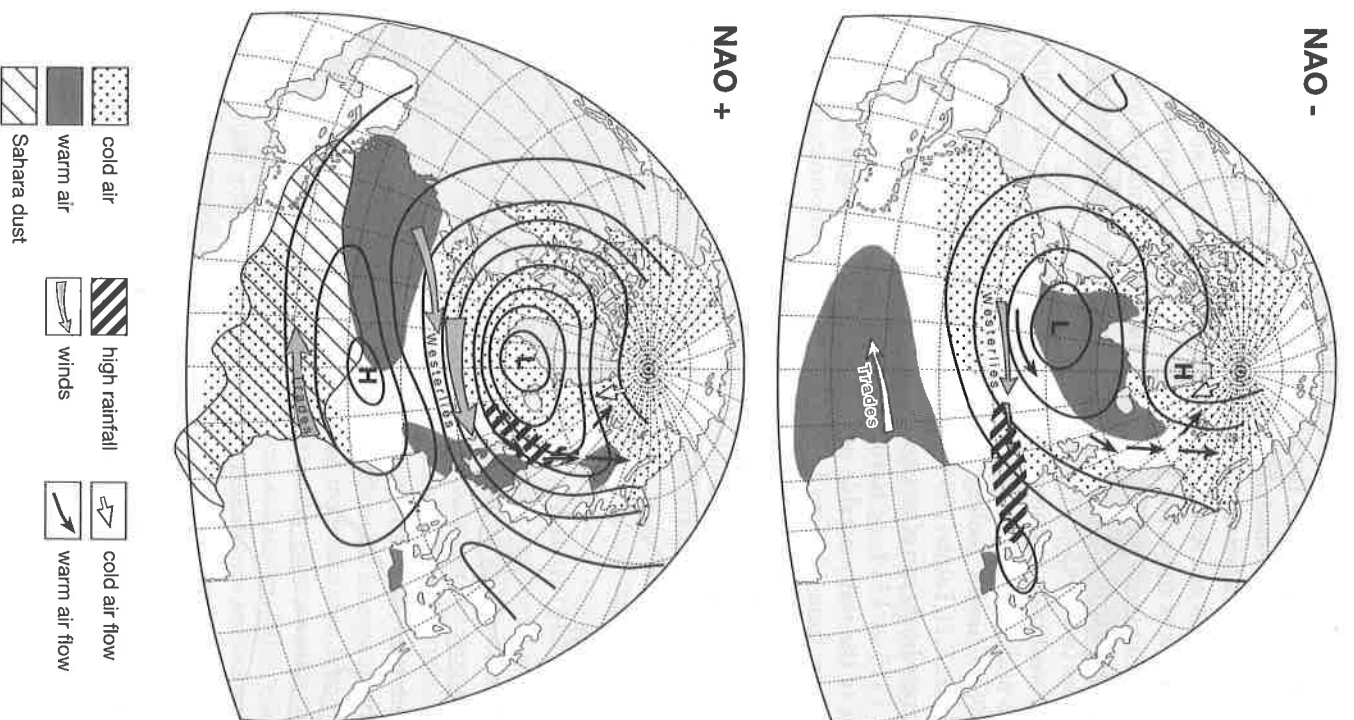 NAO -
H
L
Westerlies
Trades
NAO +
L
Westerlies
H
Trades
cold air
warm air
Sahara dust
high rainfall
winds
cold air flow
warm air flow